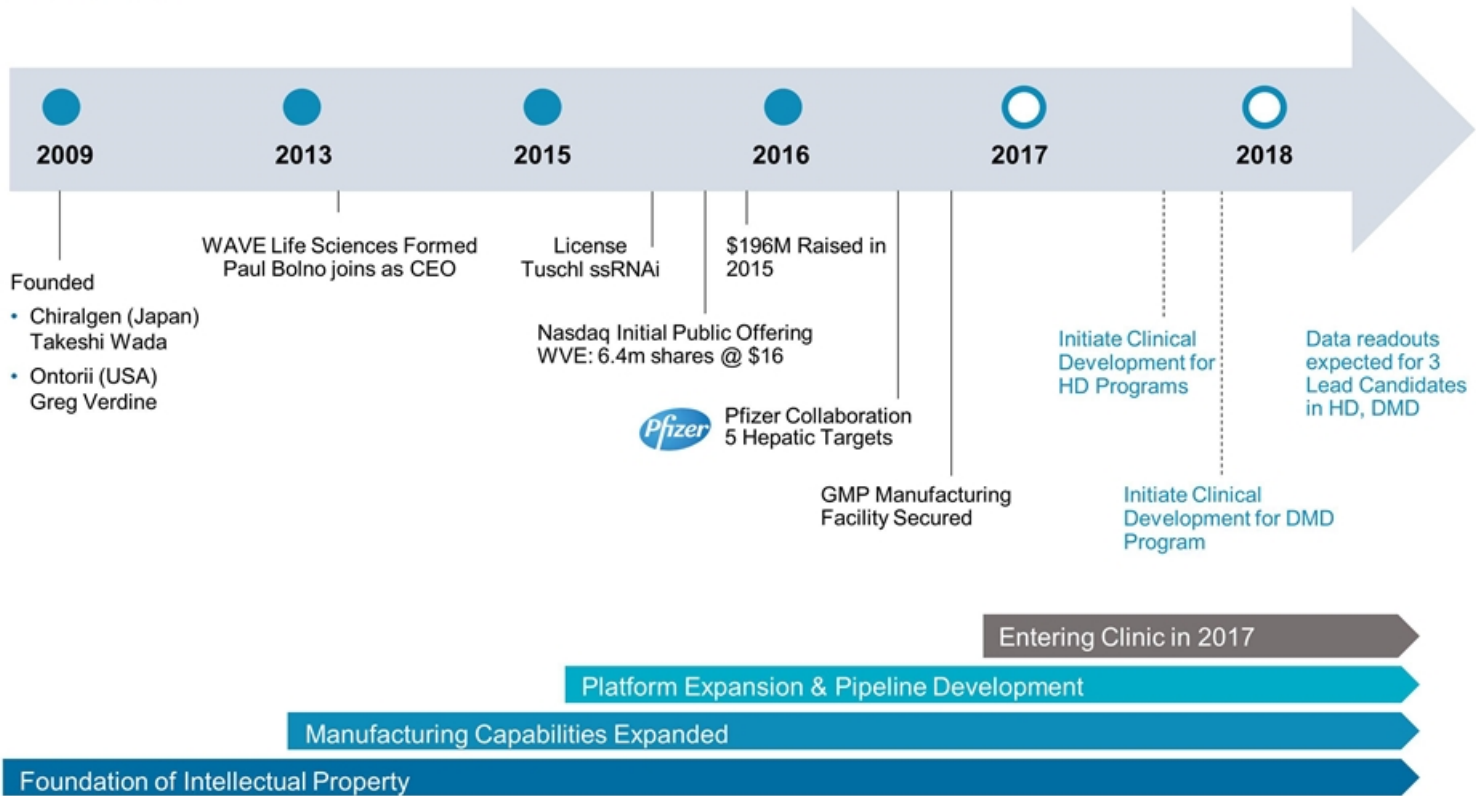 2009
2013
2015
2016
2017
2018
Founded
• Chiralgen (Japan)
Takeshi Wada
• Ontorii (USA)
Greg Verdine
WAVE Life Sciences Formed
Paul Bolno joins as CEO
License
Tuschl ssRNAi
$196M Raised in
2015
Nasdaq Initial Public Offering
WVE: 6.4m shares @ $16
Pfizer
Pfizer Collaboration
5 Hepatic Targets
GMP Manufacturing
Facility Secured
Initiate Clinical
Development for
HD Programs
Initiate Clinical
Development for DMD
Program
Data readouts
expected for 3
Lead Candidates
in HD, DMD
Entering Clinic in 2017
Platform Expansion & Pipeline Development
Manufacturing Capabilities Expanded
Foundation of Intellectual Property